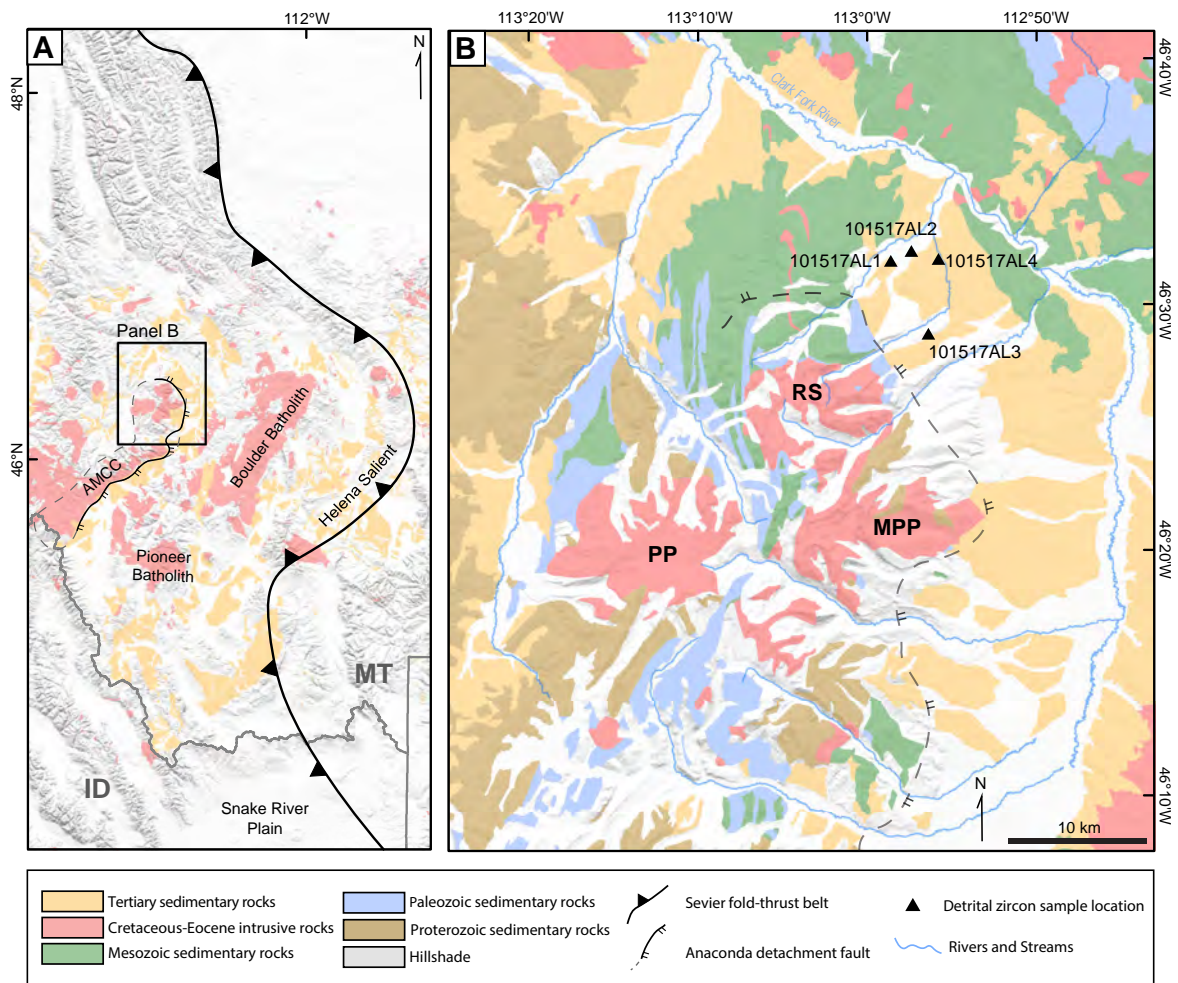 A
112°W
N
48°N
46°N
Panel B
AMCC
Boulder Batholith
Helena Salient
Pioneer
Batholith
MT
ID
Snake River
Plain
B
113°20
113°10
113°00
112°50
46°40'W
46°30'W
46°20'W
46°10'W
Clark Fork River
101517AL2
101517AL1
101517AL4
101517AL3
RS
MPP
PP
N
10 km
Tertiary sedimentary rocks
Cretaceous-Eocene intrusive rocks
Mesozoic sedimentary rocks
Paleozoic sedimentary rocks
Proterozoic sedimentary rocks
Hillshade
Sevier fold-thrust belt
Anaconda detachment fault
Detrital zircon sample location
Rivers and Streams